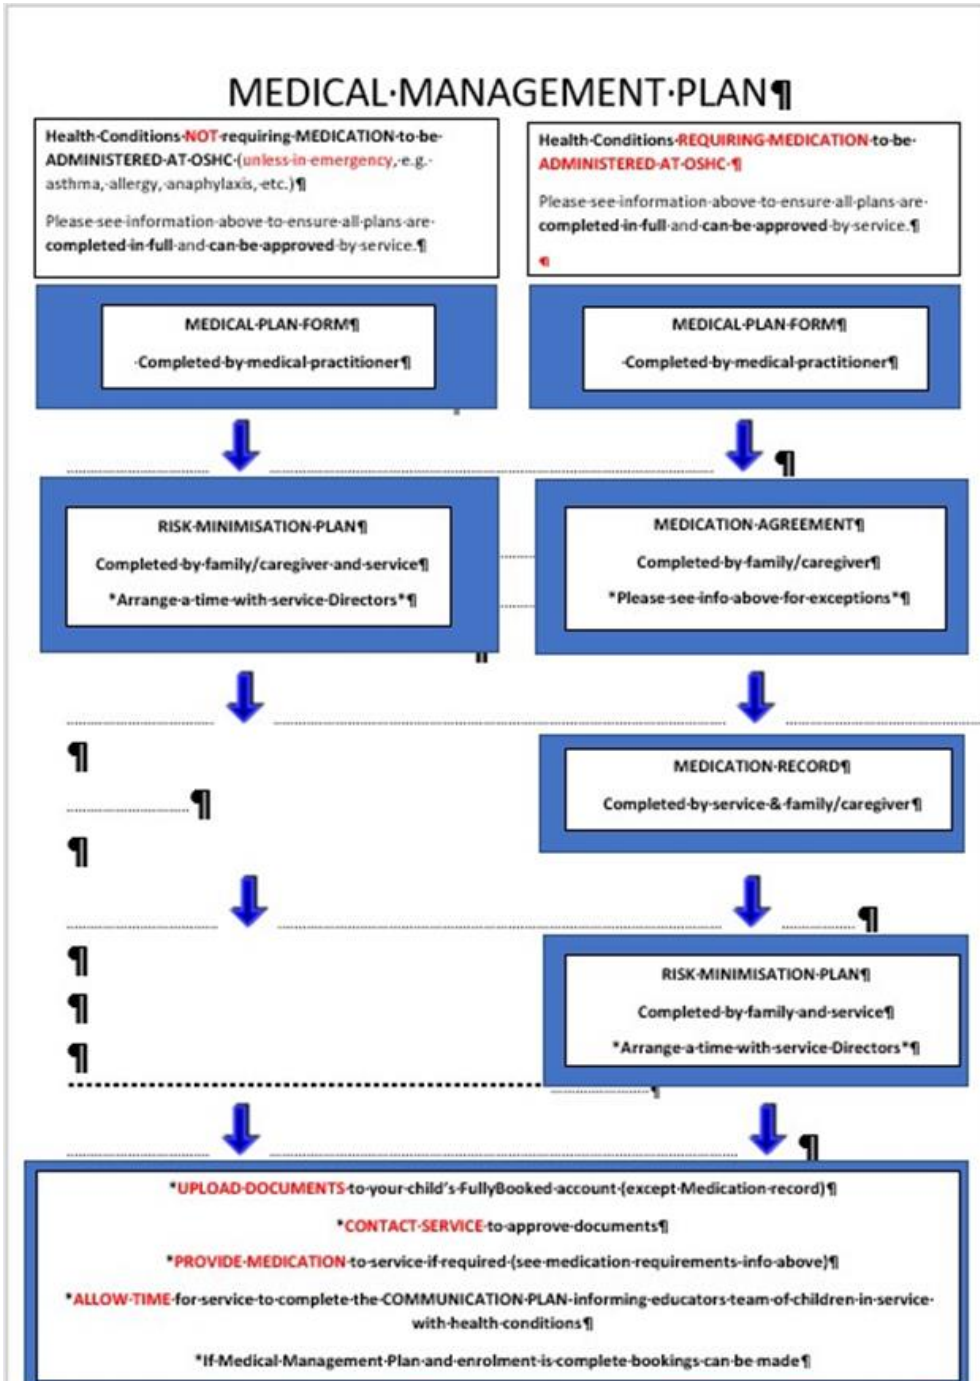 MEDICAL·MANAGEMENT·PLAN¶
Health·Conditions·NOT·requiring·MEDICATION·to·be·
ADMINISTERED·AT·OSHC·(unless·in·emergency,·e.g.·
asthma,·allergy,·anaphylaxis,·etc.)¶
Please·see·information·above·to·ensure·all·plans·are·
completed·in·full·and·can·be·approved·by·service.¶
Health·Conditions·REQUIRING·MEDICATION·to·be·
ADMINISTERED·AT·OSHC·¶
Please·see·information·above·to·ensure·all·plans·are·
completed·in·full·and·can·be·approved·by·service.¶
¶
MEDICAL·PLAN·FORM¶
·Completed·by·medical·practitioner¶
MEDICAL·PLAN·FORM¶
·Completed·by·medical·practitioner¶
¶
RISK·MINIMISATION·PLAN¶
Completed·by·family/caregiver·and·service¶
*Arrange·a·time·with·service·Directors*¶
MEDICATION·AGREEMENT¶
Completed·by·family/caregiver¶
*Please·see·info·above·for·exceptions*¶
¶
MEDICATION·RECORD¶
Completed·by·service·&·family/caregiver¶
¶
¶
¶
RISK·MINIMISATION·PLAN¶
Completed·by·family·and·service¶
*Arrange·a·time·with·service·Directors*¶
¶
¶
¶
¶
¶
*UPLOAD·DOCUMENTS·to·your·child's·FullyBooked·account·(except·Medication·record)¶
*CONTACT·SERVICE·to·approve·documents¶
*PROVIDE·MEDICATION·to·service·if·required·(see·medication·requirements·info·above)¶
*ALLOW·TIME·for·service·to·complete·the·COMMUNICATION·PLAN·informing·educators·team·of·children·in·service·
with·health·conditions¶
*If·Medical·Management·Plan·and·enrolment·is·complete·bookings·can·be·made¶